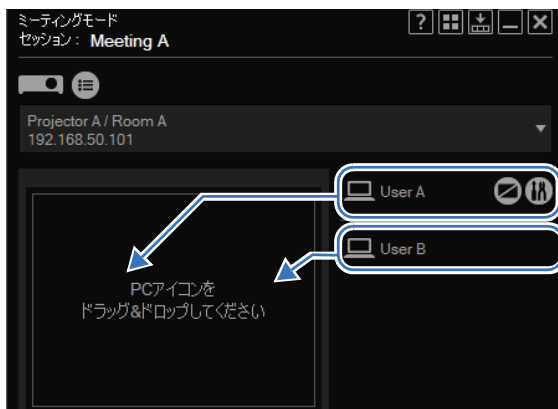 ミーティングモード
セッション： Meeting A
Projector A / Room A
192.168.50.101
User A
User B
PCアイコンを
ドラッグ&ドロップしてください